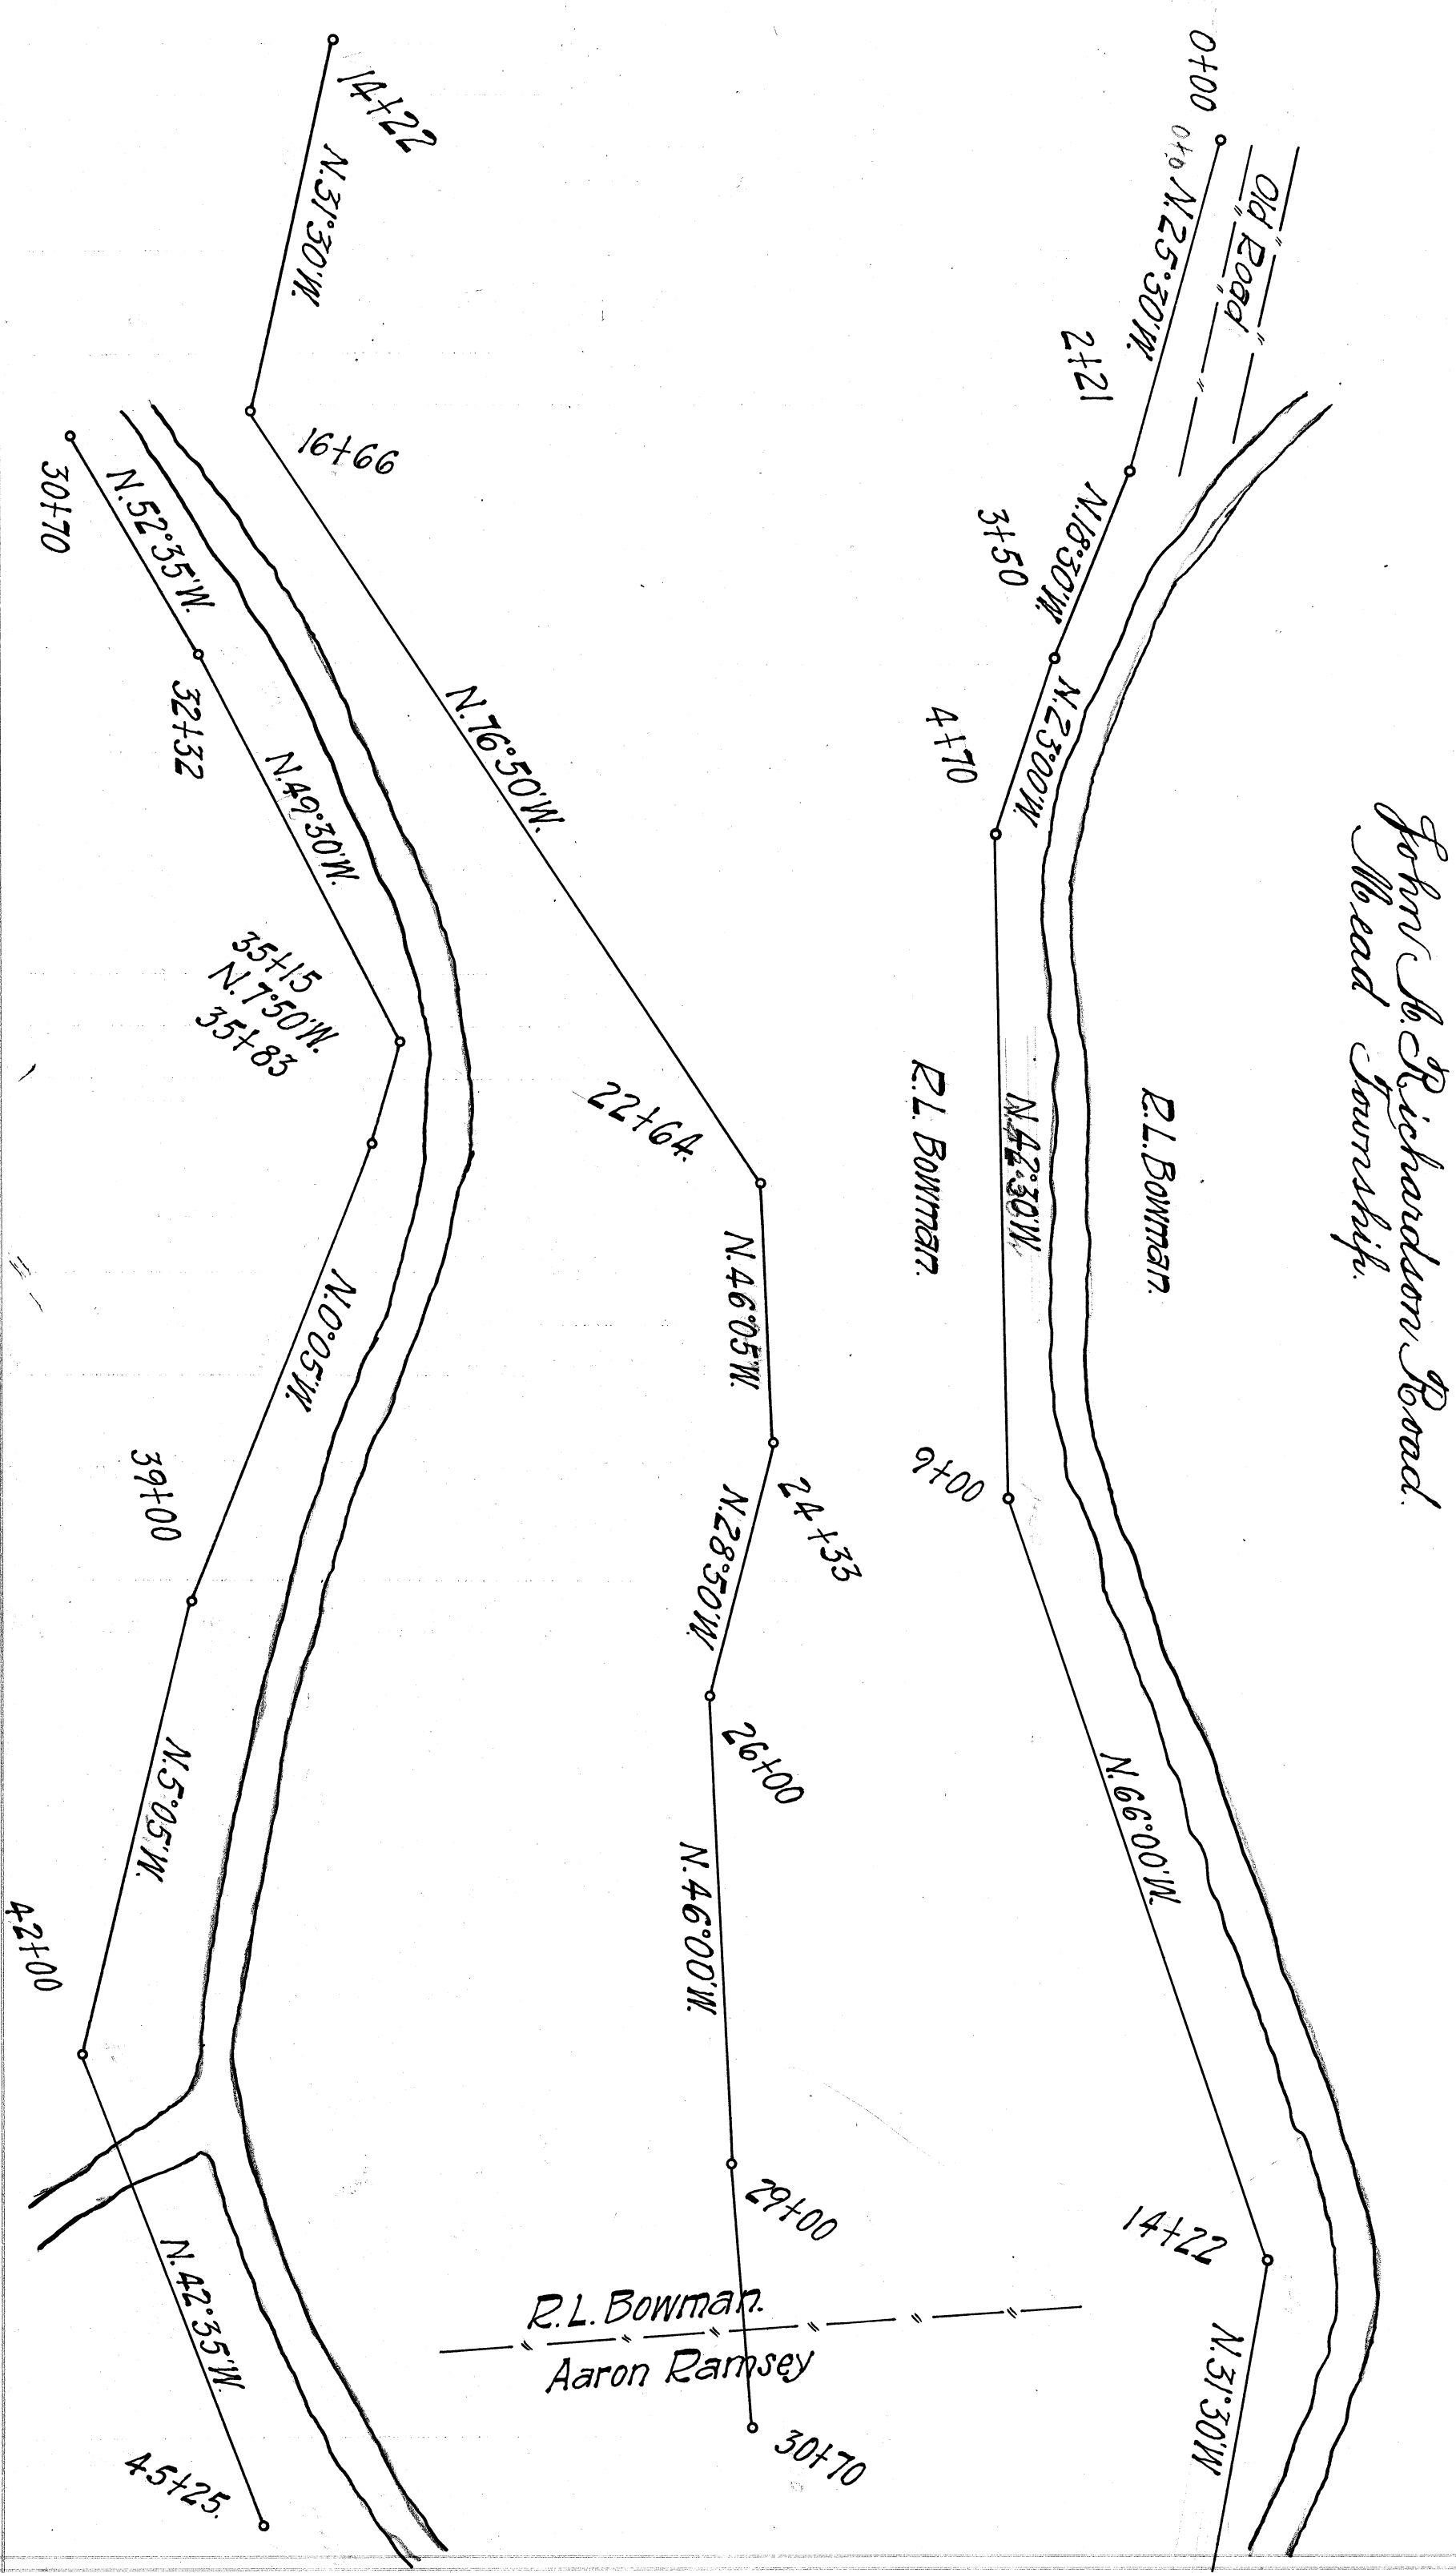 John A. Richardson Road.
Mead Township.
Old Road
0+00
0+0
N.25°30'W.
2+21
N.18°30'W.
3+50
N.23°00'W.
4+70
R.L. Bowman.
N.42°30'W.
R.L. Bowman.
9+00
N.66°00'W.
14+22
N.31°30'W
14+22
N.31°30'W.
16+66
N.76°50'W.
22+64.
N.46°05'W.
24+33
N.28°50'W.
26+00
N.46°00'W.
29+00
R.L. Bowman.
Aaron Ramsey
30+70
30+70
N.52°35'W.
32+32
N.49°30'W.
35+15
N.7°50'W.
35+83
N.0°05'W.
39+00
N.5°05'W.
42+00
N.42°35'W.
45+25.